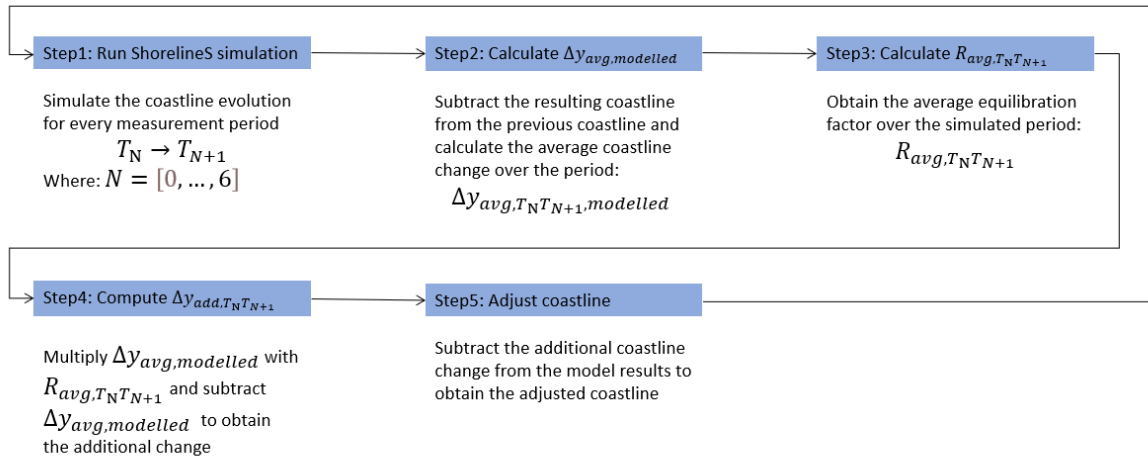 Step1: Run ShorelineS simulation
Simulate the coastline evolution
for every measurement period
T_N → T_{N+1}
Where: N = [0, ..., 6]
Step2: Calculate Δy_{avg,modelled}
Subtract the resulting coastline
from the previous coastline and
calculate the average coastline
change over the period:
Δy_{avg,T_N T_{N+1},modelled}
Step3: Calculate R_{avg,T_N T_{N+1}}
Obtain the average equilibration
factor over the simulated period:
R_{avg,T_N T_{N+1}}
Step4: Compute Δy_{add,T_N T_{N+1}}
Multiply Δy_{avg,modelled} with
R_{avg,T_N T_{N+1}} and subtract
Δy_{avg,modelled} to obtain
the additional change
Step5: Adjust coastline
Subtract the additional coastline
change from the model results to
obtain the adjusted coastline